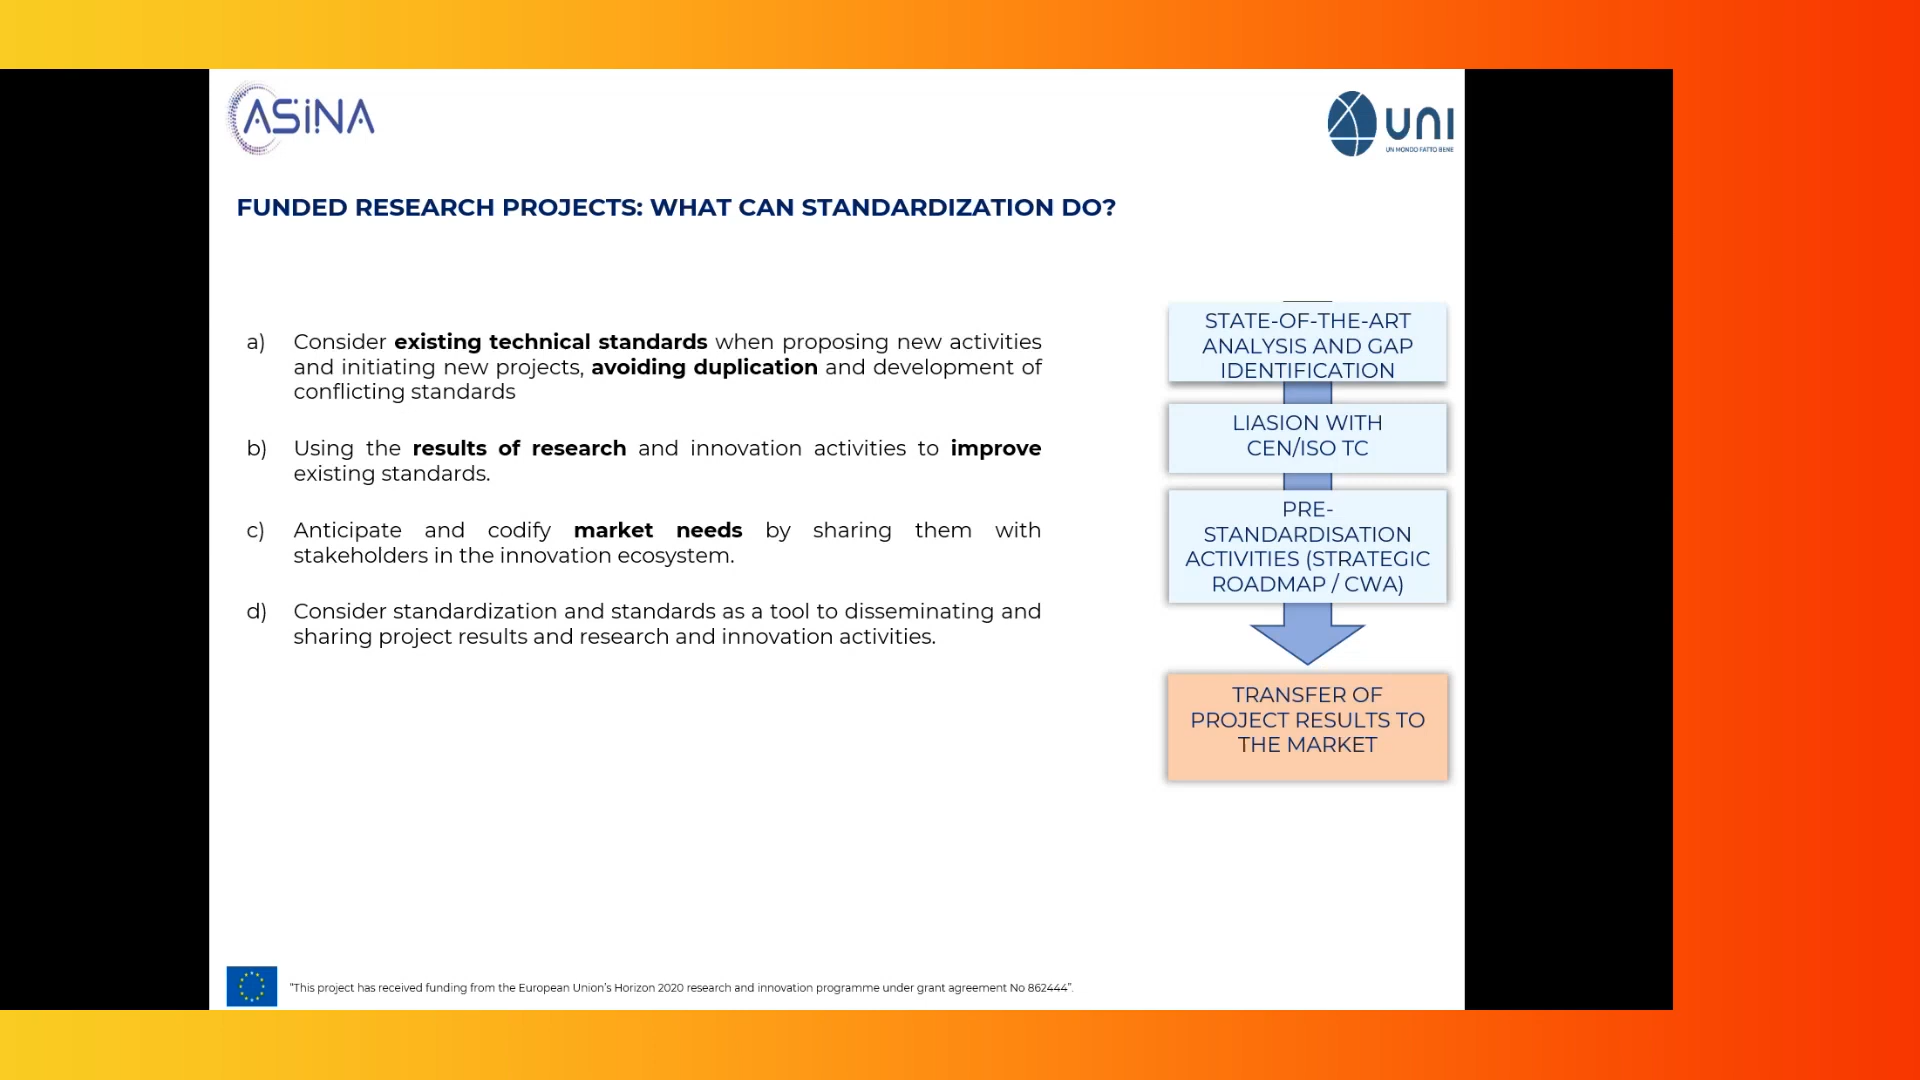 ASiNA
UNI
UN MONDO FATTO BENE
FUNDED RESEARCH PROJECTS: WHAT CAN STANDARDIZATION DO?
a) Consider existing technical standards when proposing new activities
and initiating new projects, avoiding duplication and development of
conflicting standards
b) Using the results of research and innovation activities to improve
existing standards.
c) Anticipate and codify market needs by sharing them with
stakeholders in the innovation ecosystem.
d) Consider standardization and standards as a tool to disseminating and
sharing project results and research and innovation activities.
STATE-OF-THE-ART
ANALYSIS AND GAP
IDENTIFICATION
LIASION WITH
CEN/ISO TC
PRE-
STANDARDISATION
ACTIVITIES (STRATEGIC
ROADMAP / CWA)
TRANSFER OF
PROJECT RESULTS TO
THE MARKET
"This project has received funding from the European Union's Horizon 2020 research and innovation programme under grant agreement No 862444".